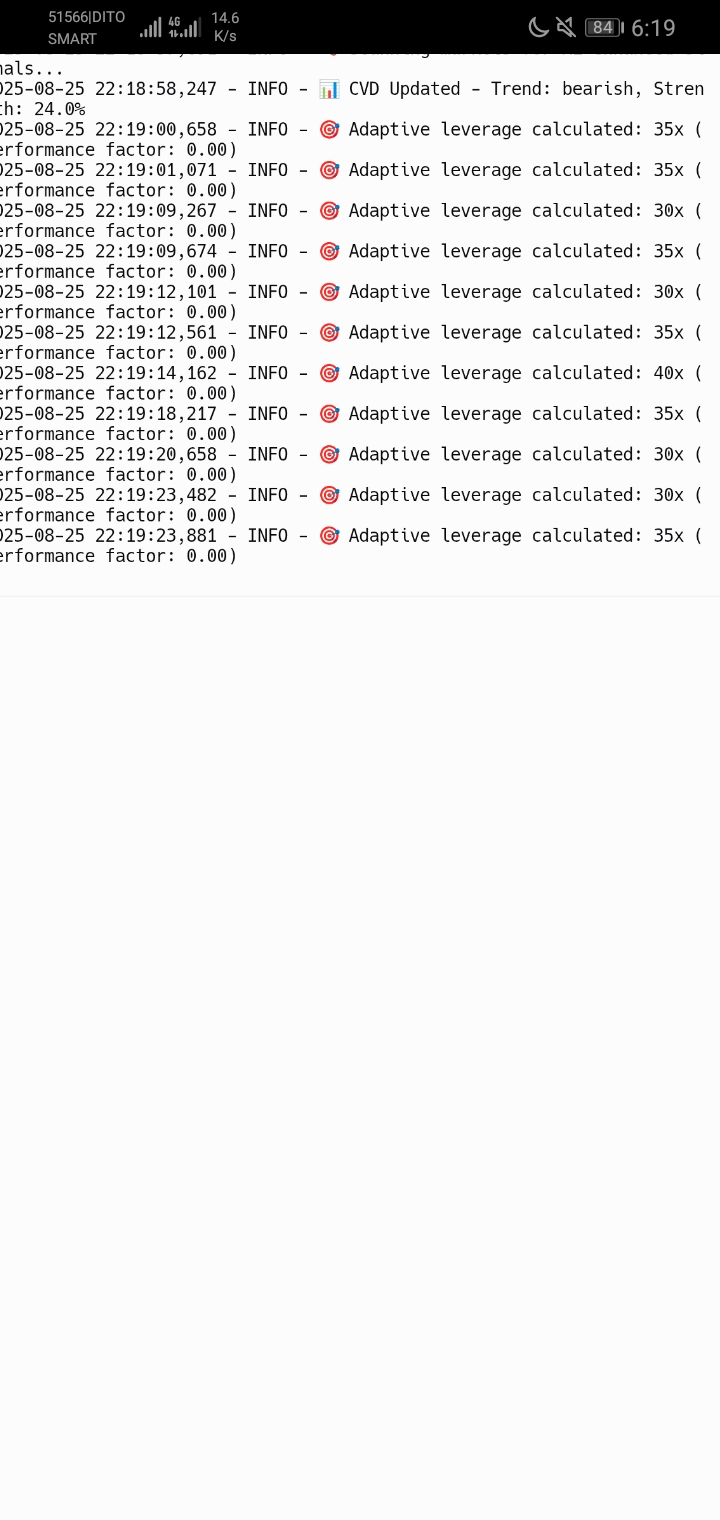 51566|DITO
SMART
4G
14.6
K/s
84
6:19
nals...
025-08-25 22:18:58,247 - INFO - 📊 CVD Updated - Trend: bearish, Stren
th: 24.0%
025-08-25 22:19:00,658 - INFO - 🎯 Adaptive leverage calculated: 35x (
erformance factor: 0.00)
025-08-25 22:19:01,071 - INFO - 🎯 Adaptive leverage calculated: 35x (
erformance factor: 0.00)
025-08-25 22:19:09,267 - INFO - 🎯 Adaptive leverage calculated: 30x (
erformance factor: 0.00)
025-08-25 22:19:09,674 - INFO - 🎯 Adaptive leverage calculated: 35x (
erformance factor: 0.00)
025-08-25 22:19:12,101 - INFO - 🎯 Adaptive leverage calculated: 30x (
erformance factor: 0.00)
025-08-25 22:19:12,561 - INFO - 🎯 Adaptive leverage calculated: 35x (
erformance factor: 0.00)
025-08-25 22:19:14,162 - INFO - 🎯 Adaptive leverage calculated: 40x (
erformance factor: 0.00)
025-08-25 22:19:18,217 - INFO - 🎯 Adaptive leverage calculated: 35x (
erformance factor: 0.00)
025-08-25 22:19:20,658 - INFO - 🎯 Adaptive leverage calculated: 30x (
erformance factor: 0.00)
025-08-25 22:19:23,482 - INFO - 🎯 Adaptive leverage calculated: 30x (
erformance factor: 0.00)
025-08-25 22:19:23,881 - INFO - 🎯 Adaptive leverage calculated: 35x (
erformance factor: 0.00)